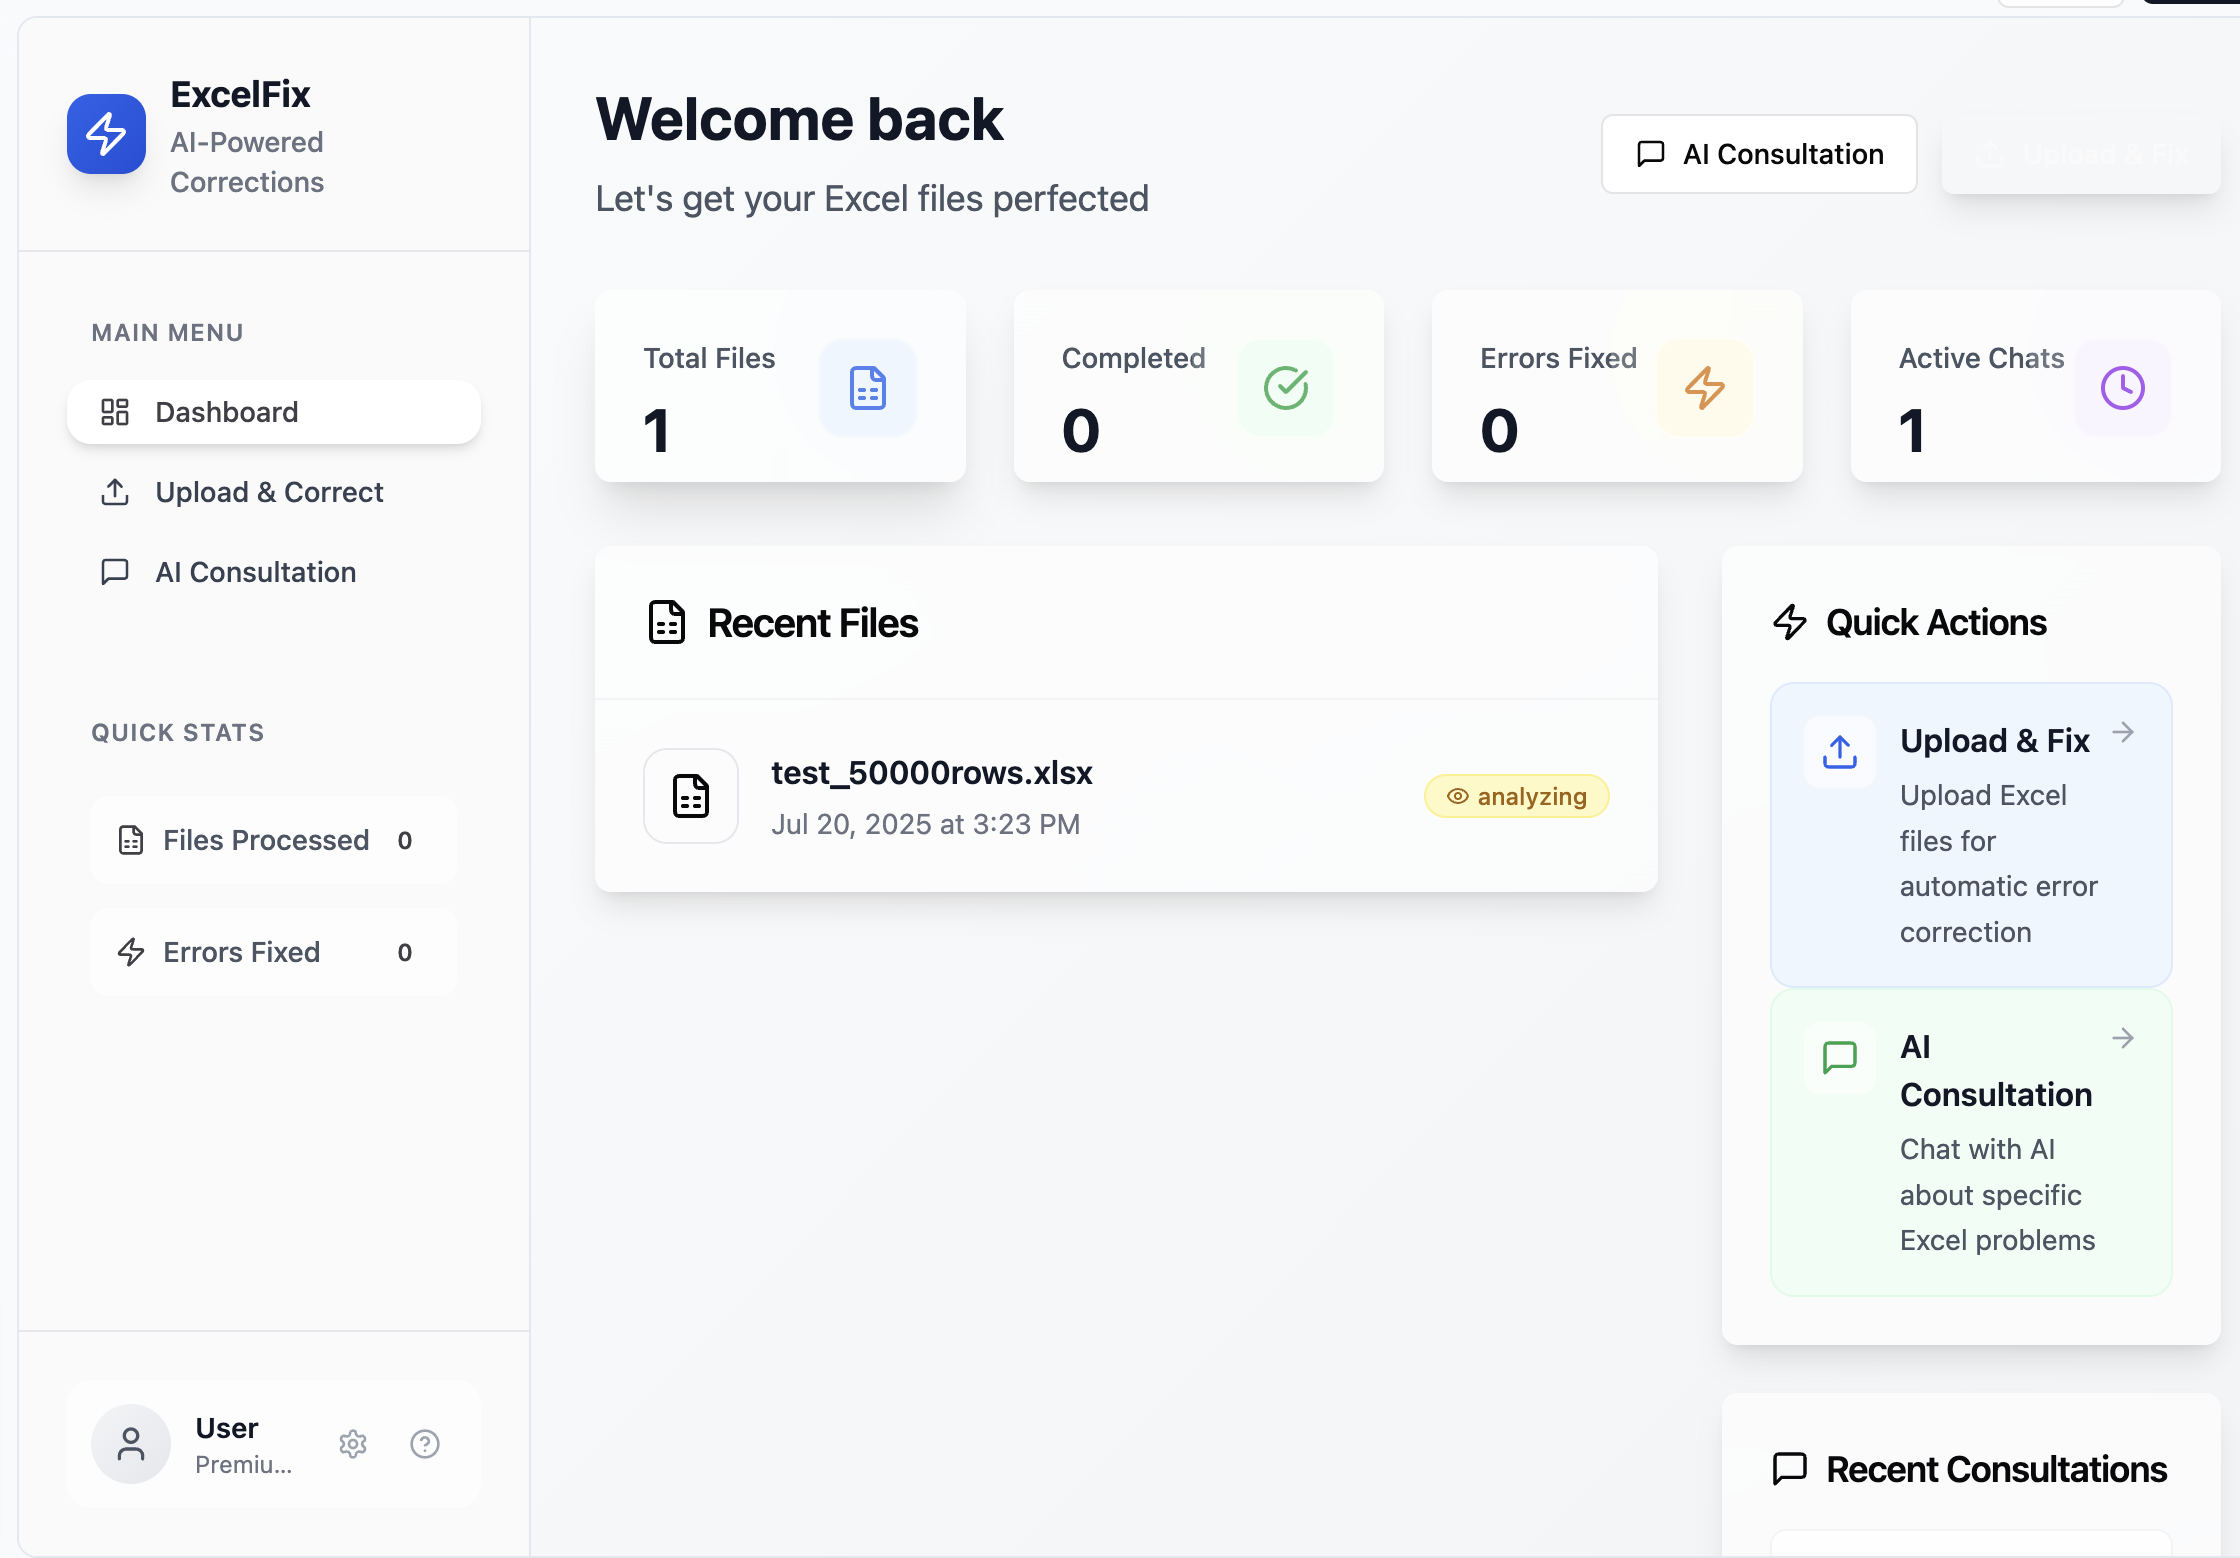 ExcelFix
AI-Powered
Corrections
MAIN MENU
Dashboard
Upload & Correct
AI Consultation
QUICK STATS
Files Processed 0
Errors Fixed 0
User
Premiu...
Welcome back
Let's get your Excel files perfected
AI Consultation
Upload & Fix
Total Files
1
Completed
0
Errors Fixed
0
Active Chats
1
Recent Files
test_50000rows.xlsx
Jul 20, 2025 at 3:23 PM
analyzing
Quick Actions
Upload & Fix
Upload Excel
files for
automatic error
correction
AI
Consultation
Chat with AI
about specific
Excel problems
Recent Consultations